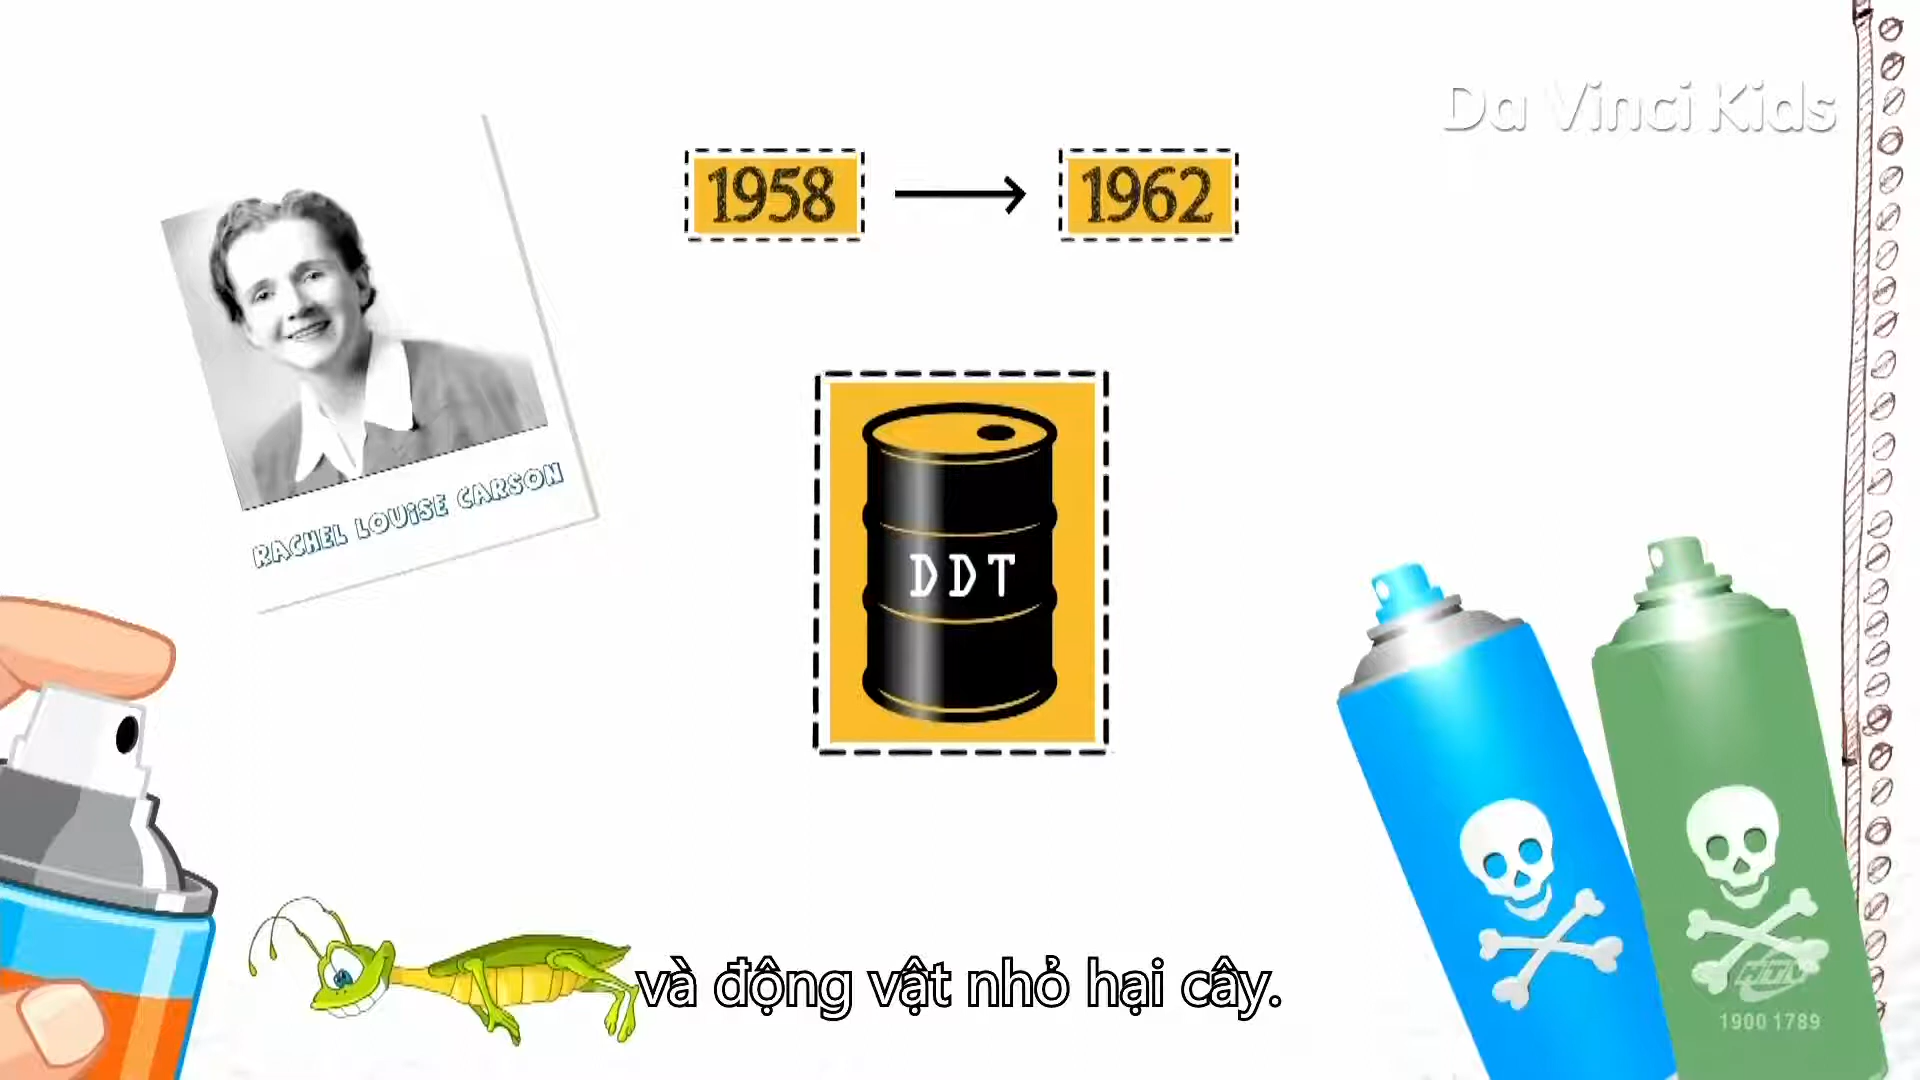 Da Vinci Kids
1958
1962
RACHEL LOUISE CARSON
DDT
và động vật nhỏ hại cây.
HTV
1900 1789